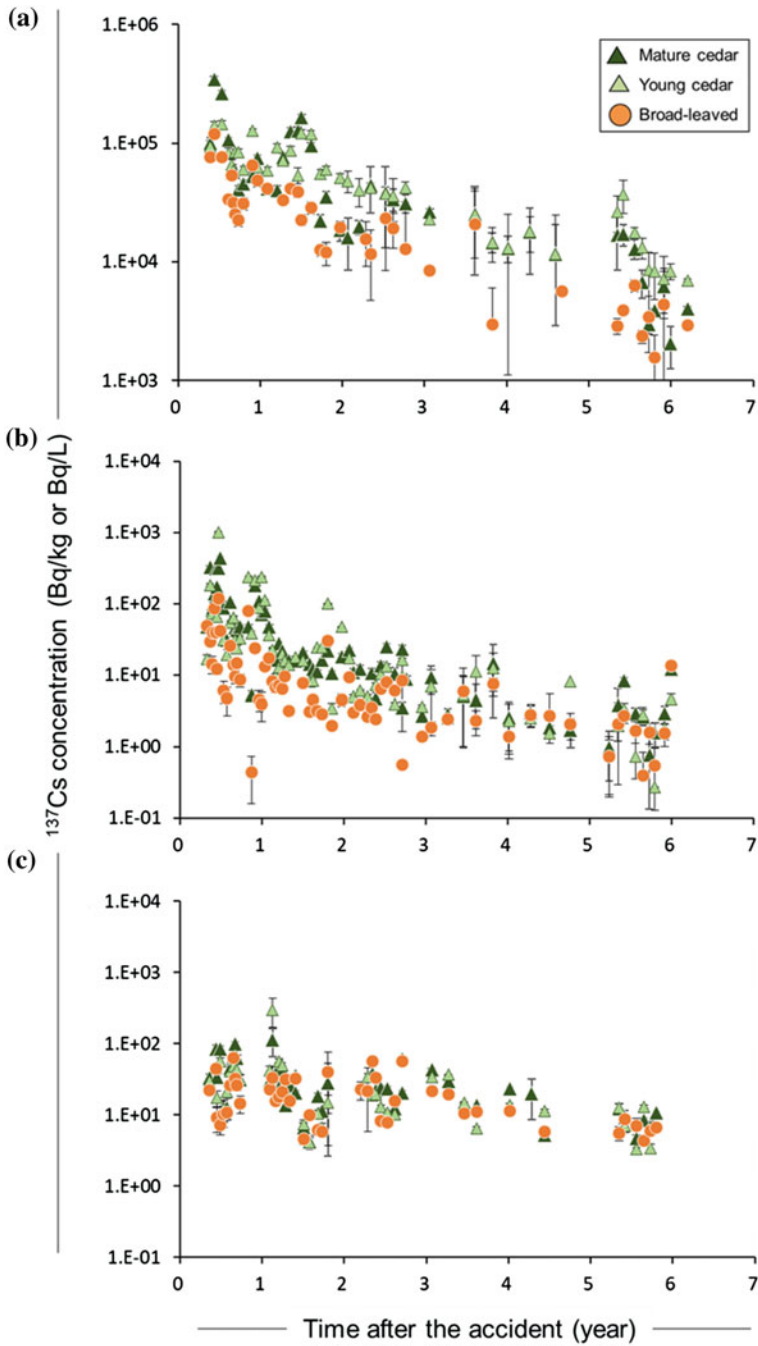 (a)
1.E+06
1.E+05
1.E+04
1.E+03
0 1 2 3 4 5 6 7
Mature cedar
Young cedar
Broad-leaved
(b)
1.E+04
1.E+03
1.E+02
1.E+01
1.E+00
1.E-01
0 1 2 3 4 5 6 7
(c)
1.E+04
1.E+03
1.E+02
1.E+01
1.E+00
1.E-01
0 1 2 3 4 5 6 7
¹³⁷Cs concentration (Bq/kg or Bq/L)
Time after the accident (year)